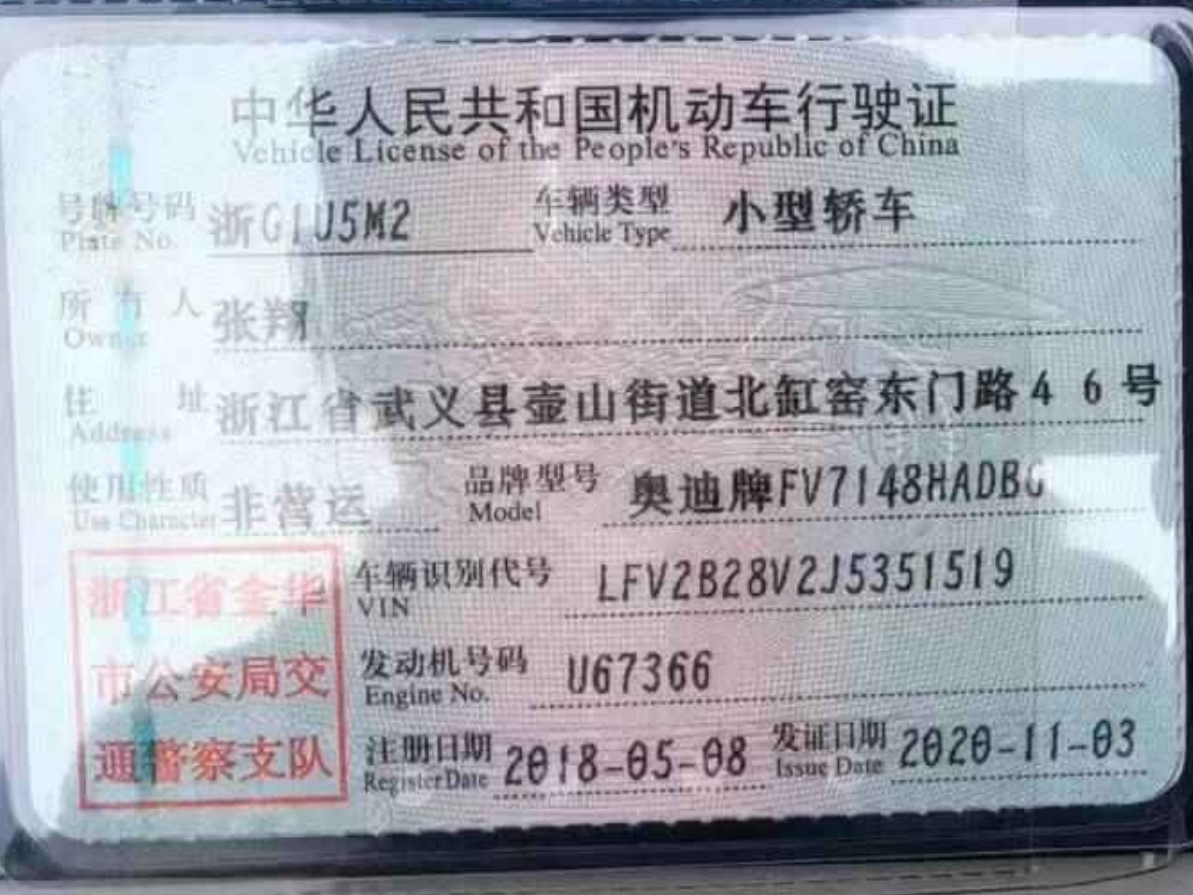 中华人民共和国机动车行驶证
Vehicle License of the People's Republic of China
号牌号码 浙G1U5M2 车辆类型 小型轿车
Plate No. Vehicle Type
所有人 张翔
Owner
住址 浙江省武义县壶山街道北缸窑东门路46号
Address
使用性质 非营运 品牌型号 奥迪牌FV7148HADBG
Use Character Model
浙江省金华 车辆识别代号 LFV2B28V2J5351519
VIN
市公安局交 发动机号码 U67366
Engine No.
通警察支队 注册日期 2018-05-08 发证日期 2020-11-03
Register Date Issue Date